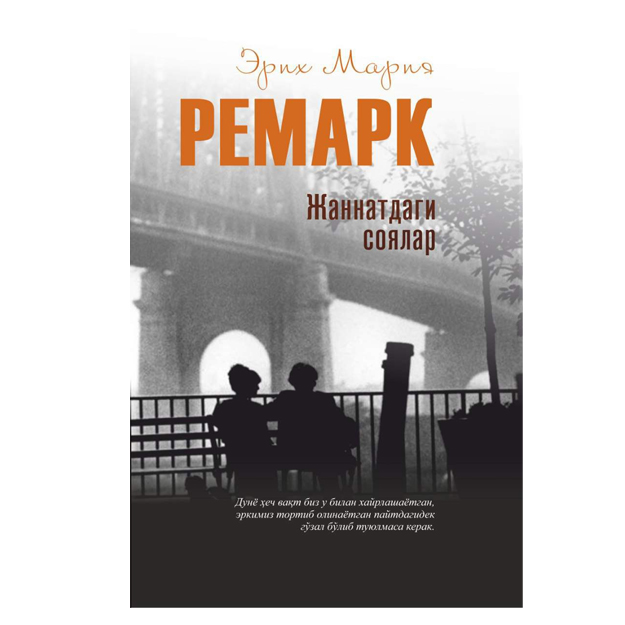 Эрих Мария
РЕМАРК
Жаннатдаги
соялар
Дунё ҳеч вақт биз у билан хайрлашаётган,
эркимиз тортиб олинаётган пайтдагидек
гўзал бўлиб туюлмаса керак.